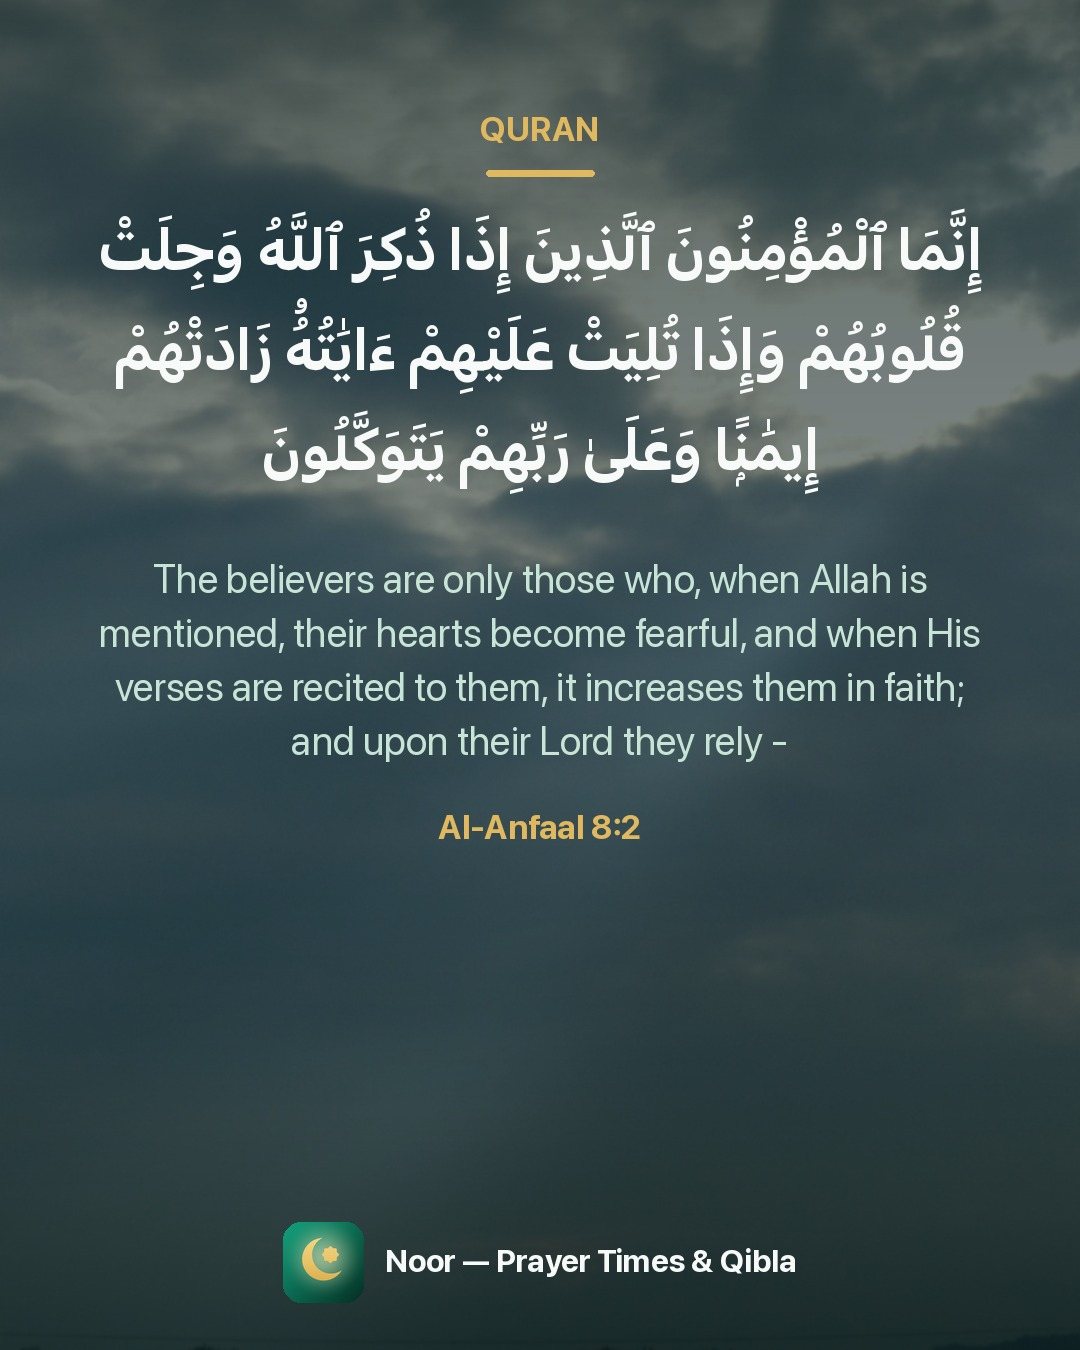 QURAN
إِنَّمَا ٱلْمُؤْمِنُونَ ٱلَّذِينَ إِذَا ذُكِرَ ٱللَّهُ وَجِلَتْ
قُلُوبُهُمْ وَإِذَا تُلِيَتْ عَلَيْهِمْ ءَايَٰتُهُۥ زَادَتْهُمْ
إِيمَٰنًۭا وَعَلَىٰ رَبِّهِمْ يَتَوَكَّلُونَ
The believers are only those who, when Allah is
mentioned, their hearts become fearful, and when His
verses are recited to them, it increases them in faith;
and upon their Lord they rely -
Al-Anfaal 8:2
Noor — Prayer Times & Qibla